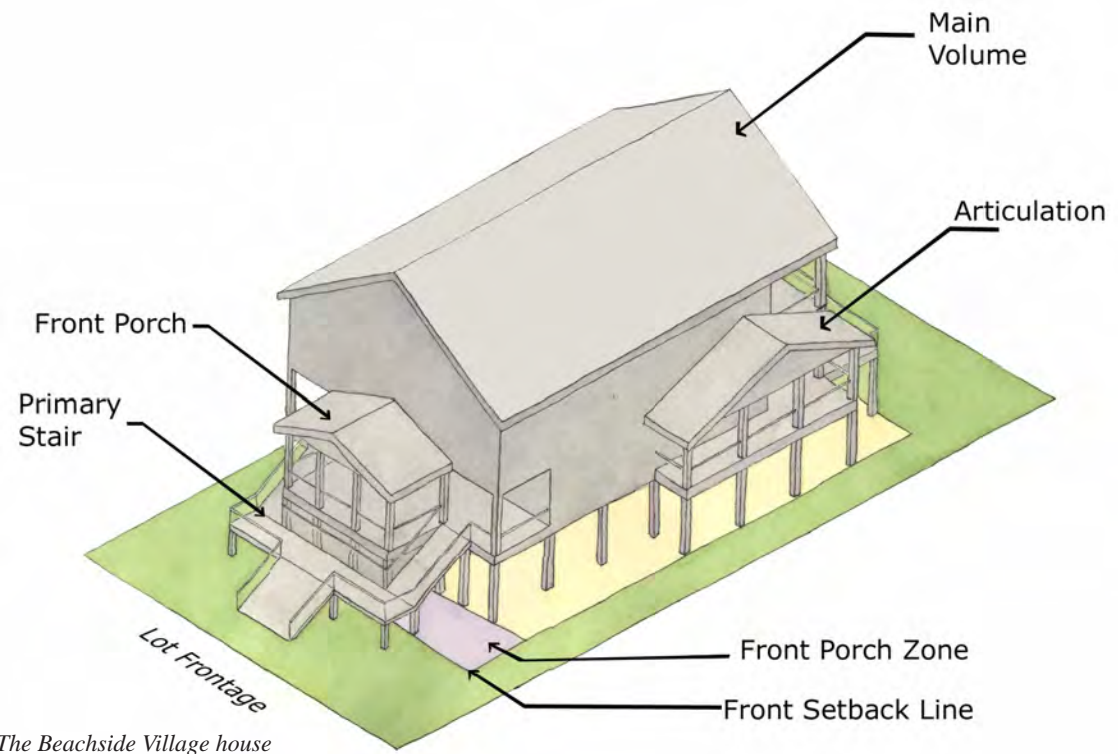 Main
Volume
Articulation
Front Porch
Primary
Stair
Front Porch Zone
Lot Frontage
Front Setback Line
The Beachside Village house